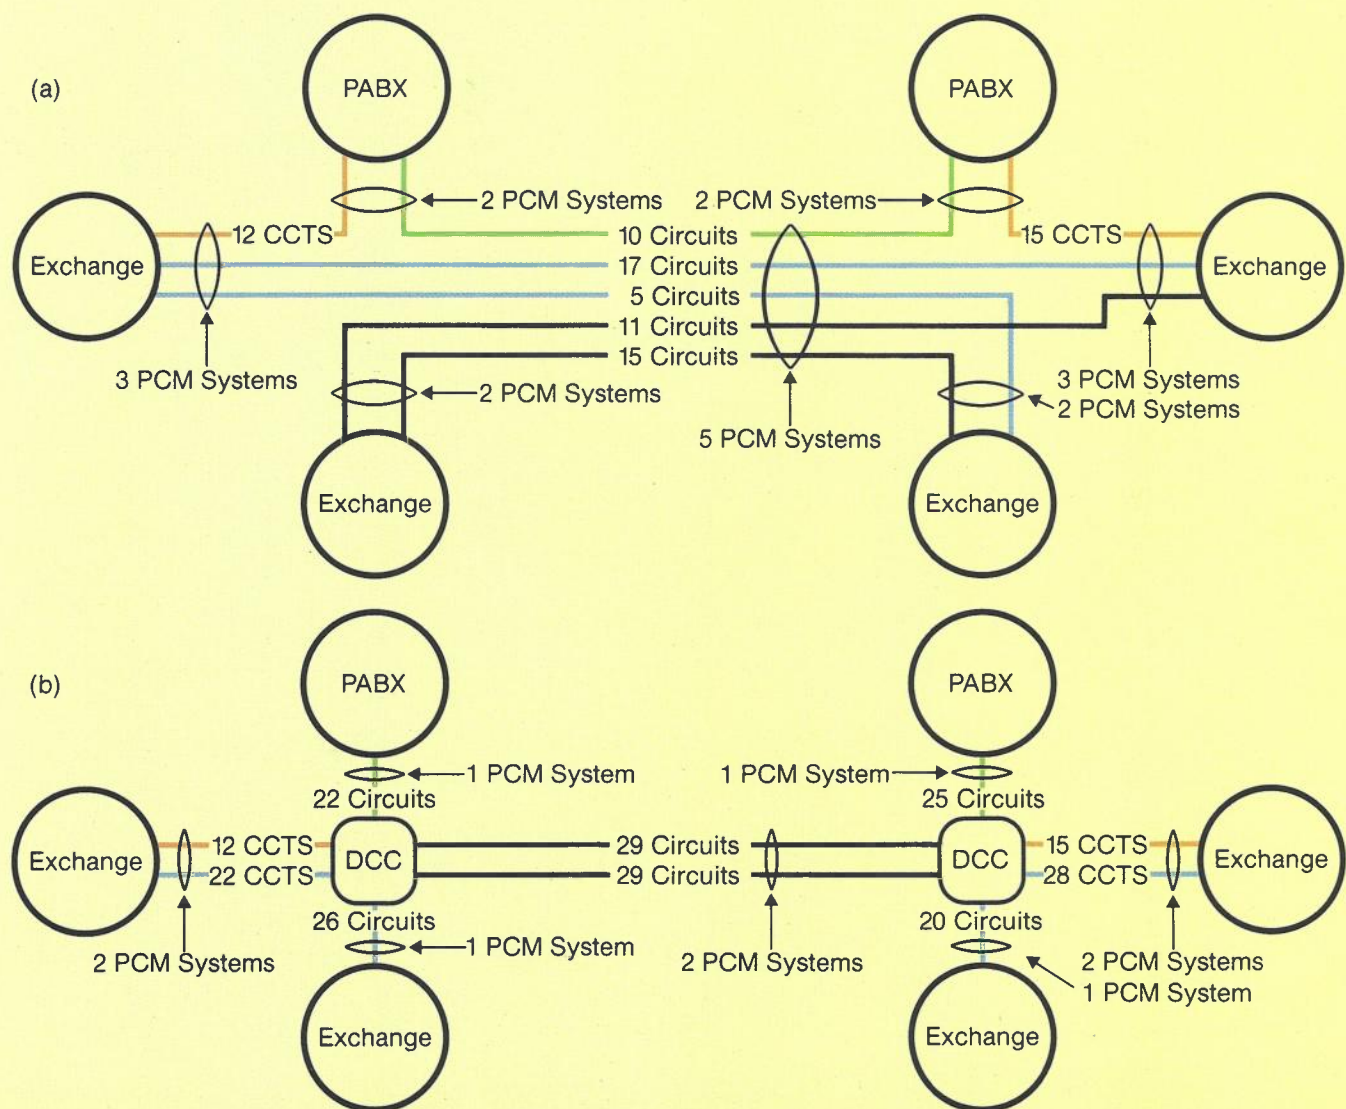 (a)
PABX
PABX
2 PCM Systems
2 PCM Systems
12 CCTS
10 Circuits
15 CCTS
Exchange
17 Circuits
Exchange
5 Circuits
11 Circuits
15 Circuits
3 PCM Systems
2 PCM Systems
3 PCM Systems
2 PCM Systems
5 PCM Systems
Exchange
Exchange
(b)
PABX
PABX
1 PCM System
1 PCM System
22 Circuits
25 Circuits
12 CCTS
29 Circuits
15 CCTS
Exchange
DCC
DCC
Exchange
22 CCTS
29 Circuits
28 CCTS
26 Circuits
20 Circuits
2 PCM Systems
1 PCM System
2 PCM Systems
2 PCM Systems
1 PCM System
Exchange
Exchange